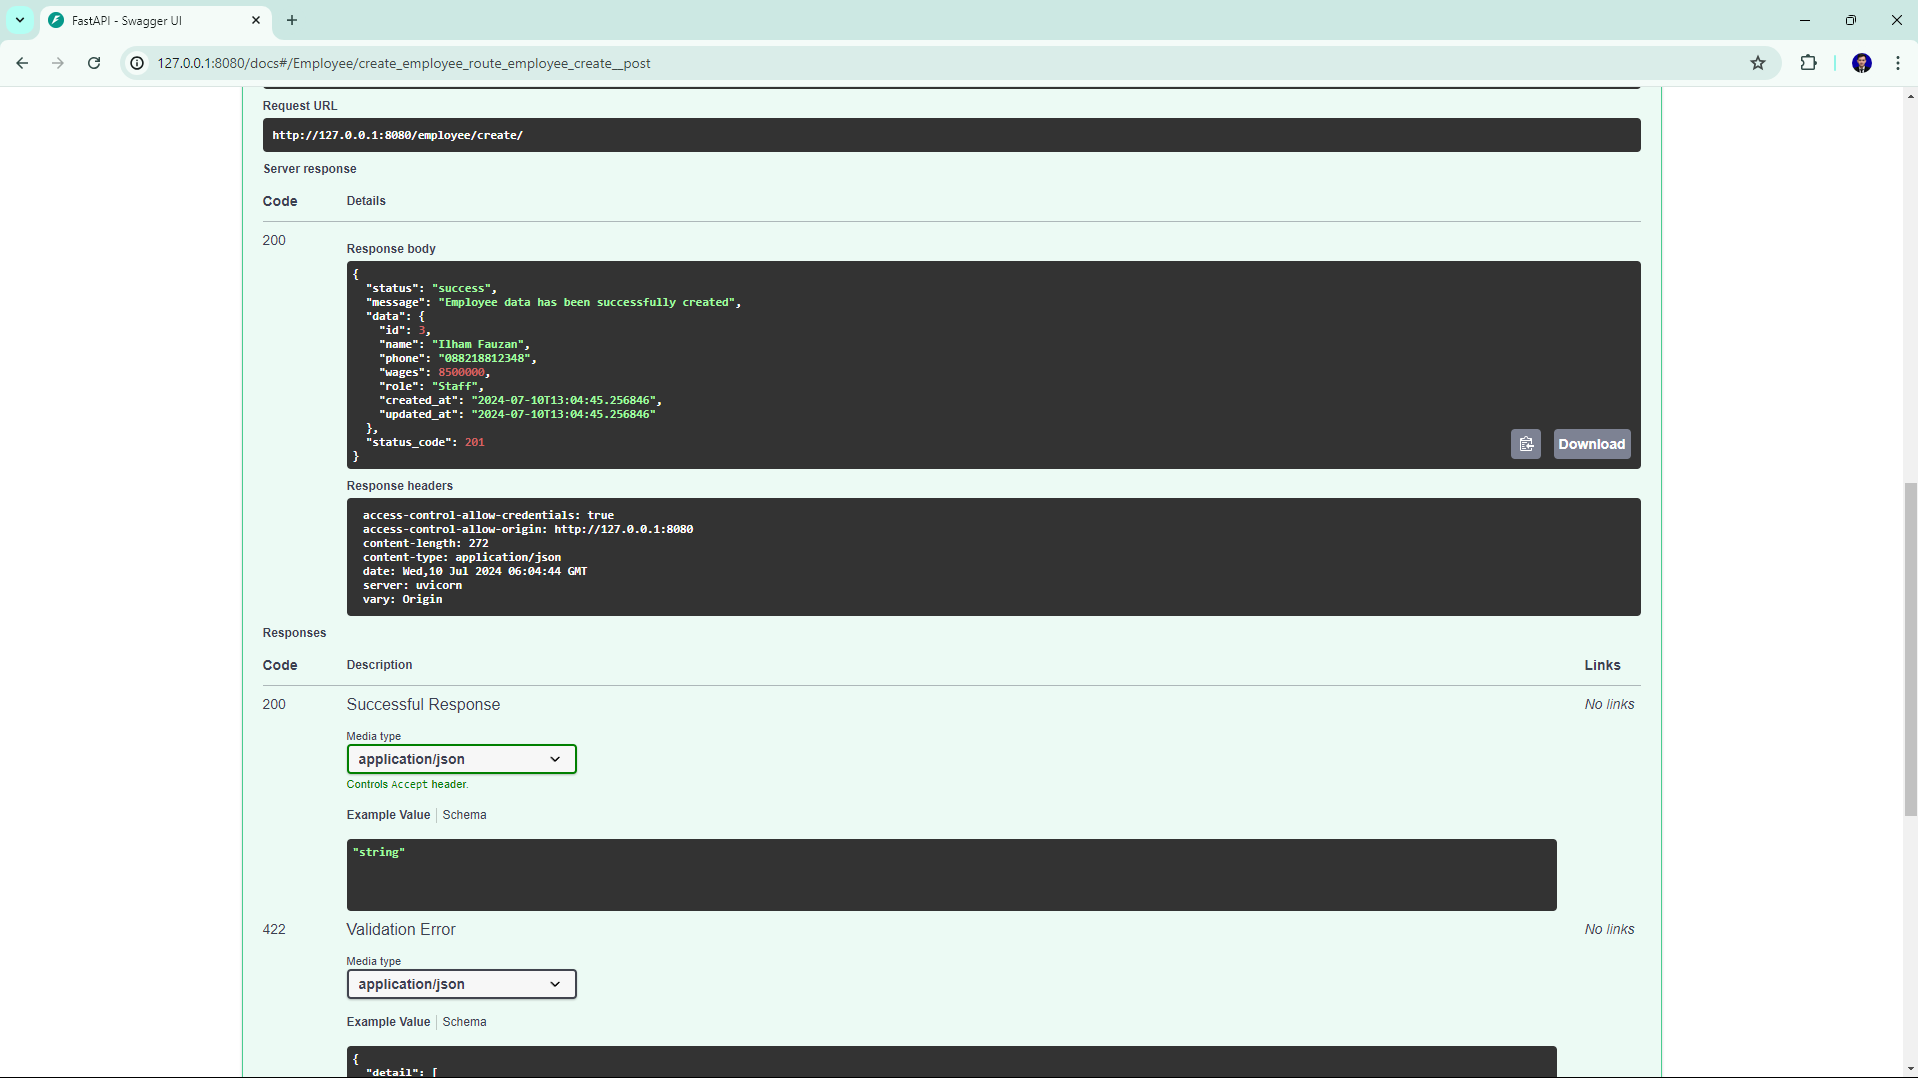 FastAPI - Swagger UI
127.0.0.1:8080/docs#/Employee/create_employee_route_employee_create__post
Request URL
http://127.0.0.1:8080/employee/create/
Server response
Code Details
200
Response body
{
  "status": "success",
  "message": "Employee data has been successfully created",
  "data": {
    "id": 3,
    "name": "Ilham Fauzan",
    "phone": "088218812348",
    "wages": 8500000,
    "role": "Staff",
    "created_at": "2024-07-10T13:04:45.256846",
    "updated_at": "2024-07-10T13:04:45.256846"
  },
  "status_code": 201
}
Download
Response headers
access-control-allow-credentials: true
access-control-allow-origin: http://127.0.0.1:8080
content-length: 272
content-type: application/json
date: Wed,10 Jul 2024 06:04:44 GMT
server: uvicorn
vary: Origin
Responses
Code Description Links
200 Successful Response No links
Media type
application/json
Controls Accept header.
Example Value Schema
"string"
422 Validation Error No links
Media type
application/json
Example Value Schema
{
  "detail": [